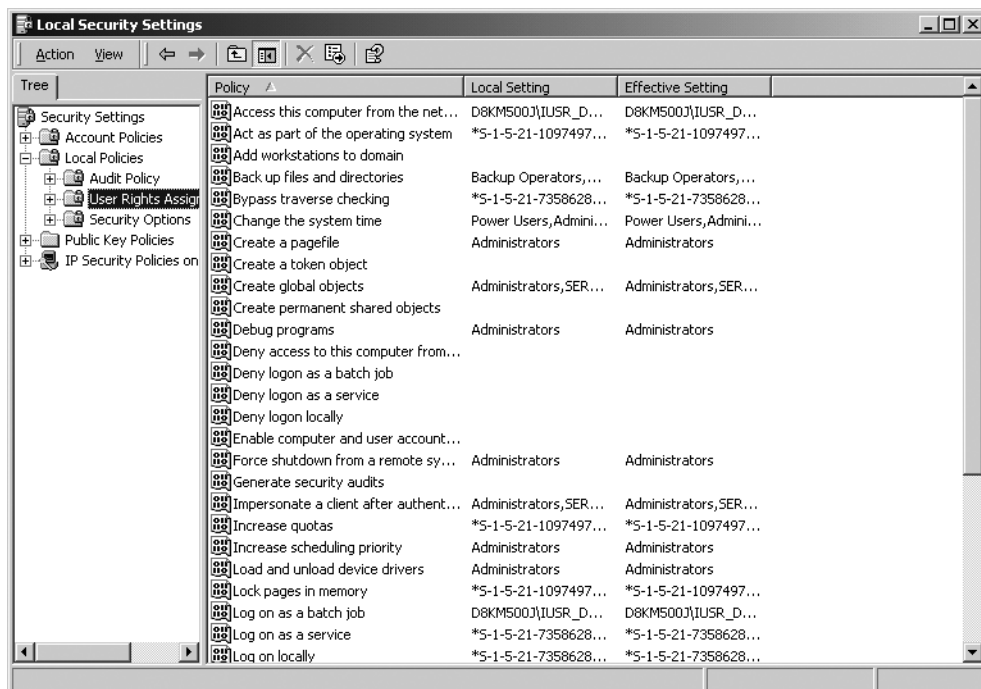 Local Security Settings
Action View
Tree
Security Settings
Account Policies
Local Policies
Audit Policy
User Rights Assign
Security Options
Public Key Policies
IP Security Policies on
Policy Local Setting Effective Setting
Access this computer from the net... D8KM500J\IUSR_D... D8KM500J\IUSR_D...
Act as part of the operating system *S-1-5-21-1097497... *S-1-5-21-1097497...
Add workstations to domain
Back up files and directories Backup Operators,... Backup Operators,...
Bypass traverse checking *S-1-5-21-7358628... *S-1-5-21-7358628...
Change the system time Power Users,Admini... Power Users,Admini...
Create a pagefile Administrators Administrators
Create a token object
Create global objects Administrators,SER... Administrators,SER...
Create permanent shared objects
Debug programs Administrators Administrators
Deny access to this computer from...
Deny logon as a batch job
Deny logon as a service
Deny logon locally
Enable computer and user account...
Force shutdown from a remote sy... Administrators Administrators
Generate security audits
Impersonate a client after authent... Administrators,SER... Administrators,SER...
Increase quotas *S-1-5-21-1097497... *S-1-5-21-1097497...
Increase scheduling priority Administrators Administrators
Load and unload device drivers Administrators Administrators
Lock pages in memory *S-1-5-21-1097497... *S-1-5-21-1097497...
Log on as a batch job D8KM500J\IUSR_D... D8KM500J\IUSR_D...
Log on as a service *S-1-5-21-7358628... *S-1-5-21-7358628...
Log on locally *S-1-5-21-7358628... *S-1-5-21-7358628...